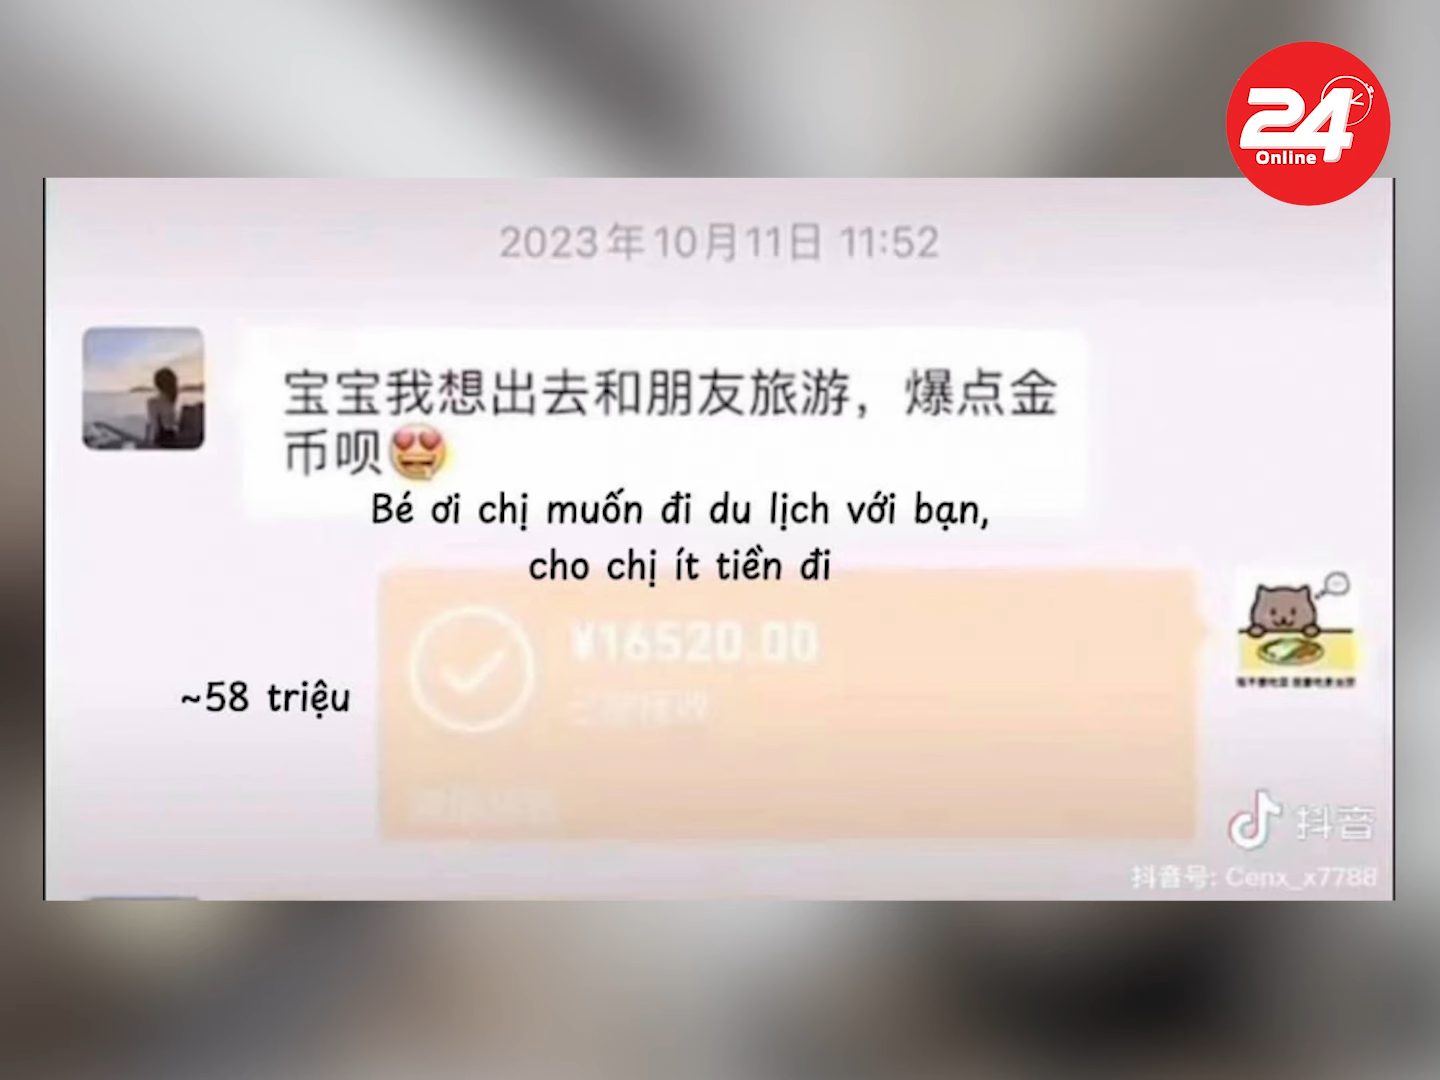 24
Online
2023年10月11日 11:52
宝宝我想出去和朋友旅游，爆点金
币呗
Bé ơi chị muốn đi du lịch với bạn,
cho chị ít tiền đi
¥16520.00
~58 triệu
抖音
抖音号: Cenx_x7788